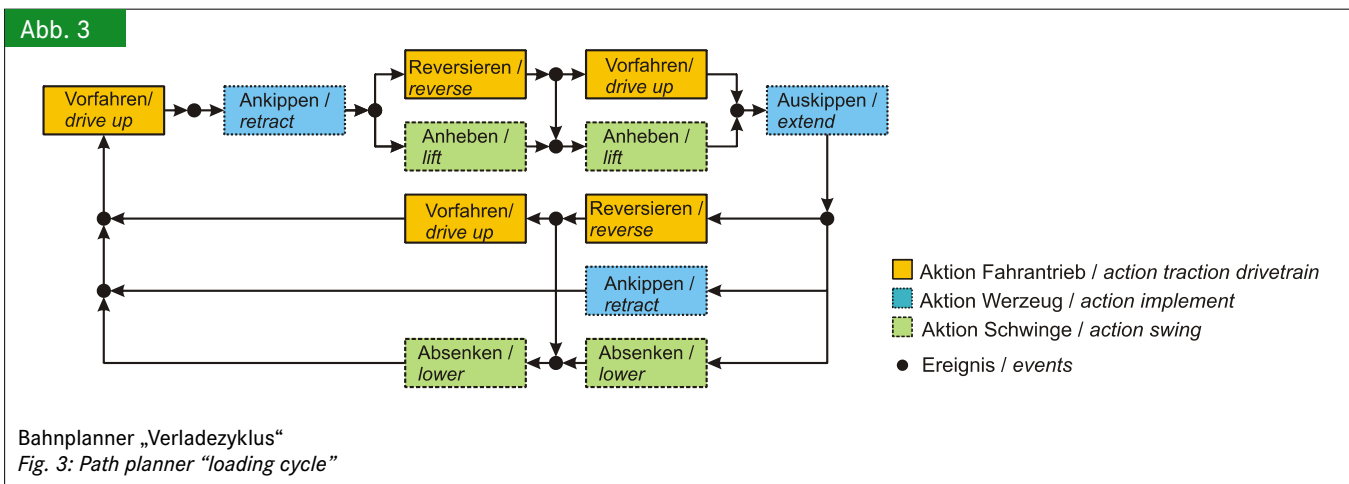 Abb. 3
Vorfahren/
drive up
Ankippen /
retract
Reversieren /
reverse
Vorfahren/
drive up
Anheben /
lift
Anheben /
lift
Auskippen /
extend
Vorfahren/
drive up
Reversieren /
reverse
Ankippen /
retract
Absenken /
lower
Absenken /
lower
Aktion Fahrantrieb / action traction drivetrain
Aktion Werzeug / action implement
Aktion Schwinge / action swing
Ereignis / events
Bahnplanner „Verladezyklus“
Fig. 3: Path planner “loading cycle”